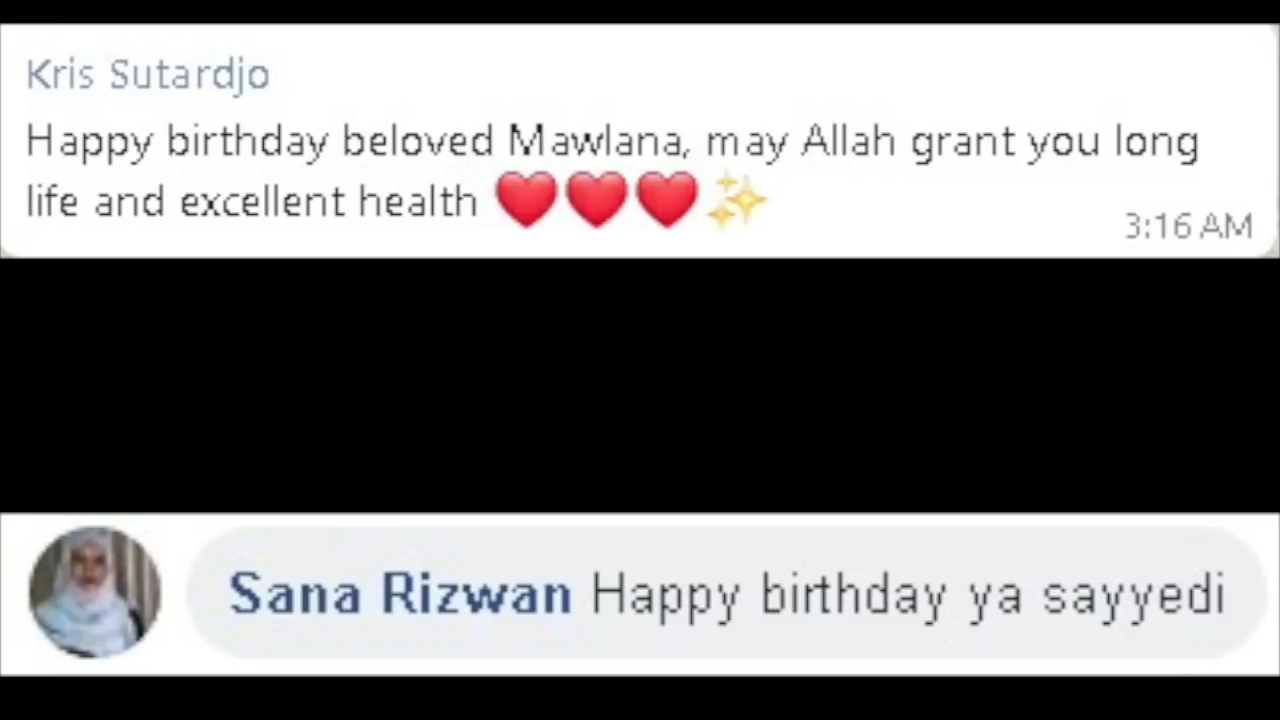 Kris Sutardjo
Happy birthday beloved Mawlana, may Allah grant you long
life and excellent health ❤️❤️❤️✨
3:16 AM
Sana Rizwan Happy birthday ya sayyedi